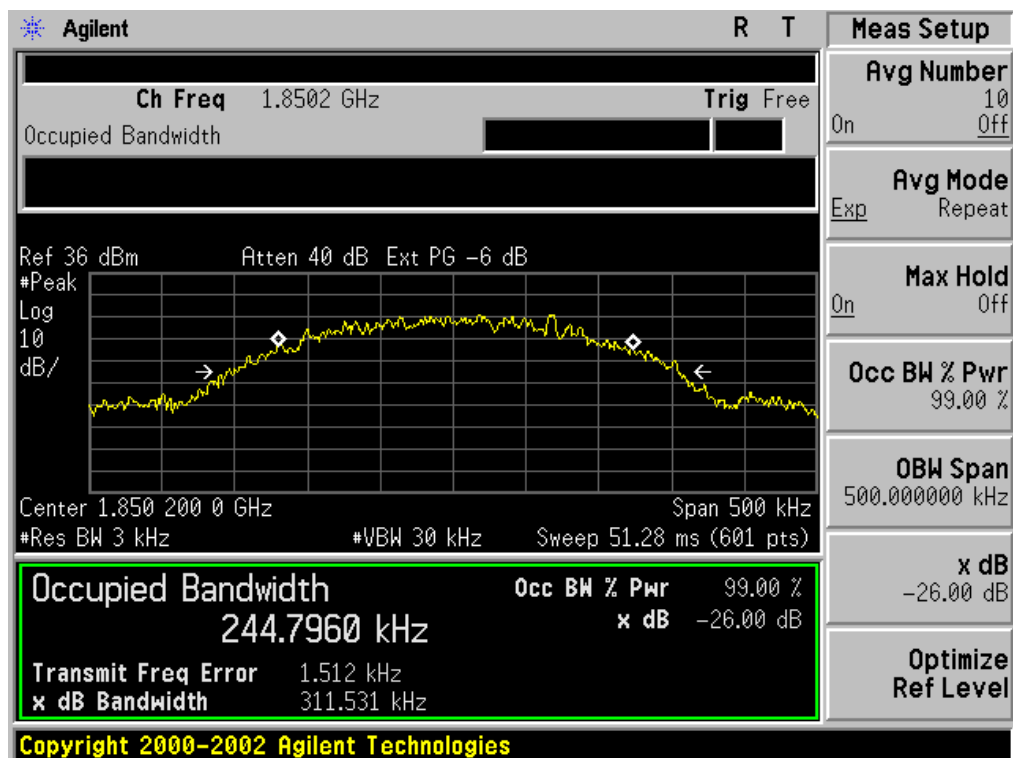 Agilent R T
Meas Setup
Ch Freq 1.8502 GHz Trig Free
Occupied Bandwidth
Ref 36 dBm Atten 40 dB Ext PG -6 dB
#Peak
Log
10
dB/
Center 1.850 200 0 GHz Span 500 kHz
#Res BW 3 kHz #VBW 30 kHz Sweep 51.28 ms (601 pts)
Occupied Bandwidth Occ BW % Pwr 99.00 %
244.7960 kHz x dB -26.00 dB
Transmit Freq Error 1.512 kHz
x dB Bandwidth 311.531 kHz
Avg Number
10
On Off
Avg Mode
Exp Repeat
Max Hold
On Off
Occ BW % Pwr
99.00 %
OBW Span
500.000000 kHz
x dB
-26.00 dB
Optimize
Ref Level
Copyright 2000-2002 Agilent Technologies